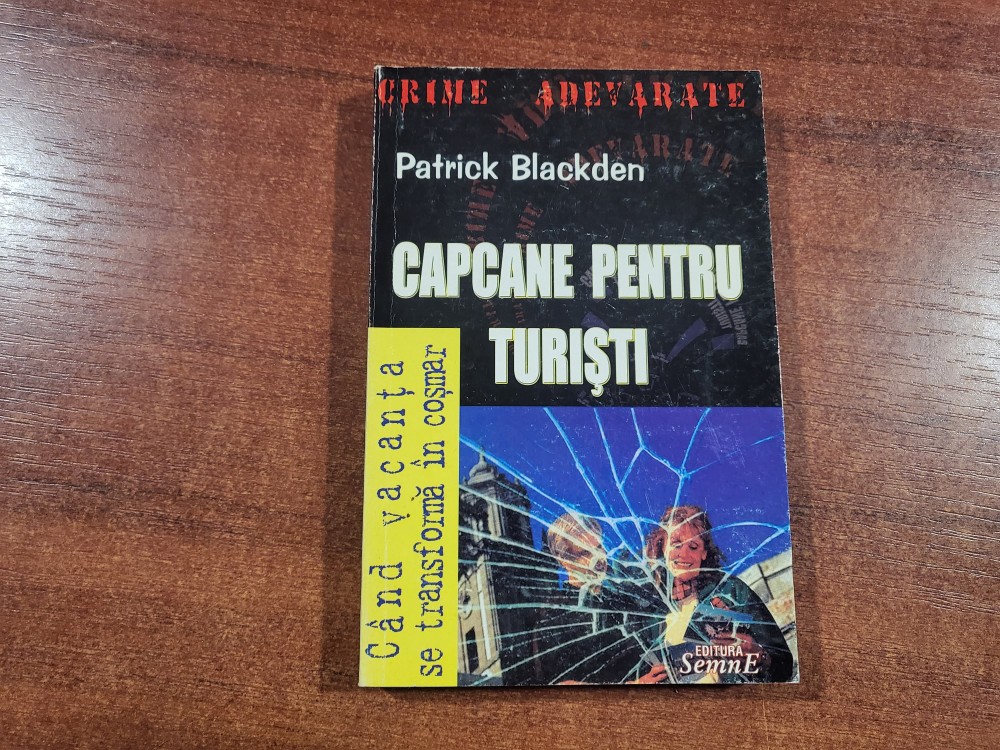 CRIME ADEVARATE
Patrick Blackden
CAPCANE PENTRU
TURIŞTI
Când vacanţa
se transformă în coşmar
EDITURA
SemnE